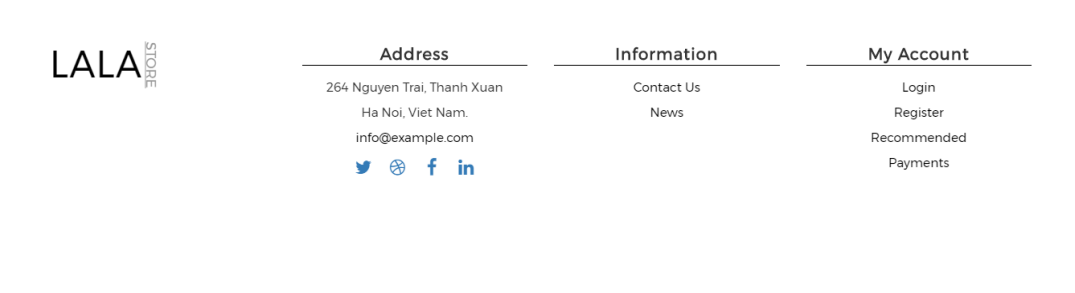 LALA
STORE
Address
264 Nguyen Trai, Thanh Xuan
Ha Noi, Viet Nam.
info@example.com
Information
Contact Us
News
My Account
Login
Register
Recommended
Payments